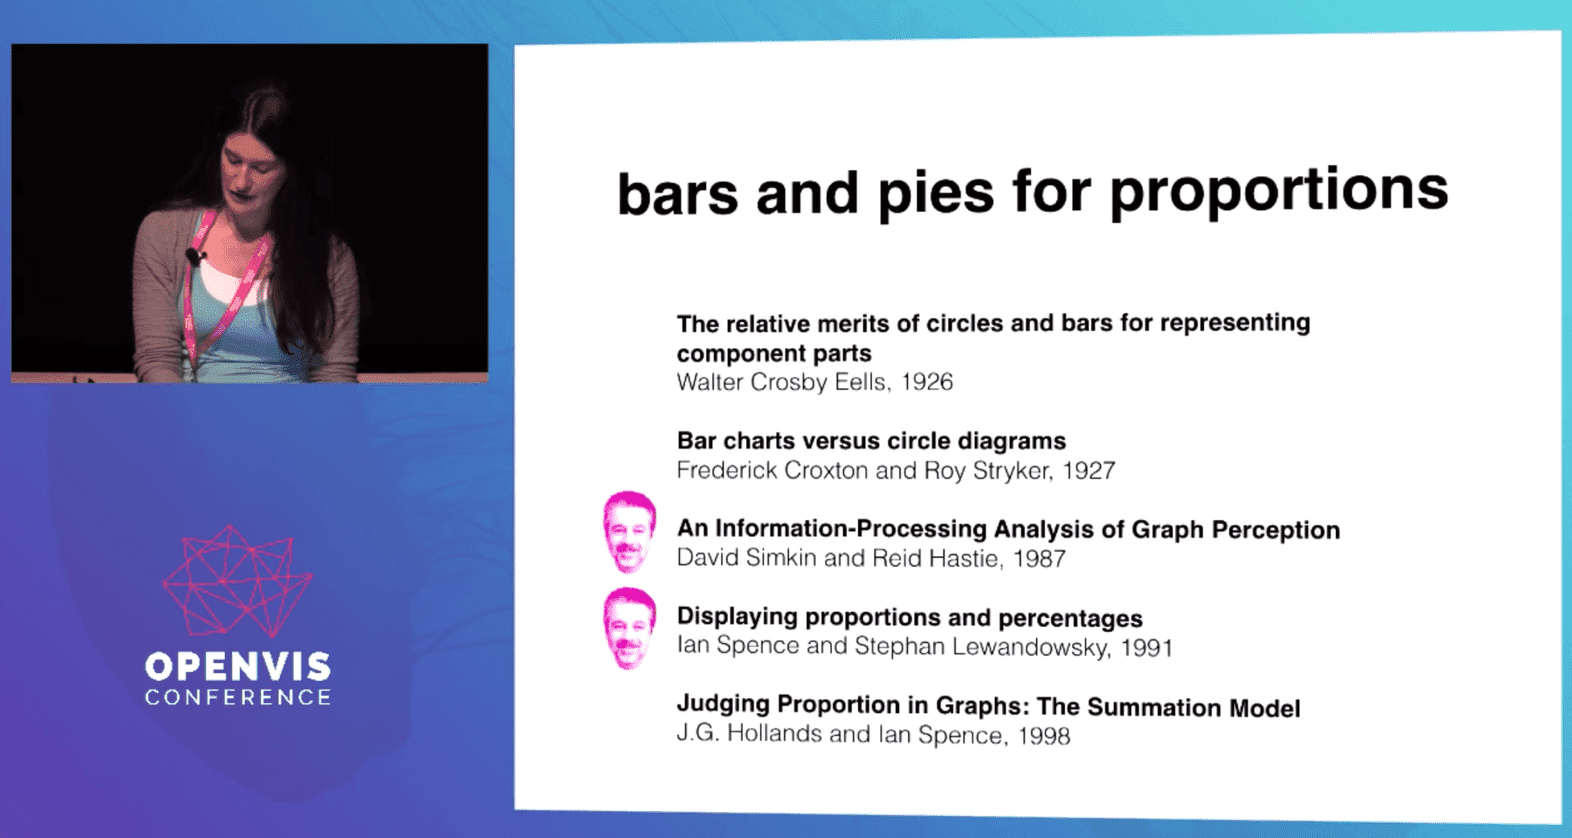 bars and pies for proportions
The relative merits of circles and bars for representing
component parts
Walter Crosby Eells, 1926
Bar charts versus circle diagrams
Frederick Croxton and Roy Stryker, 1927
An Information-Processing Analysis of Graph Perception
David Simkin and Reid Hastie, 1987
Displaying proportions and percentages
Ian Spence and Stephan Lewandowsky, 1991
Judging Proportion in Graphs: The Summation Model
J.G. Hollands and Ian Spence, 1998
OPENVIS
CONFERENCE